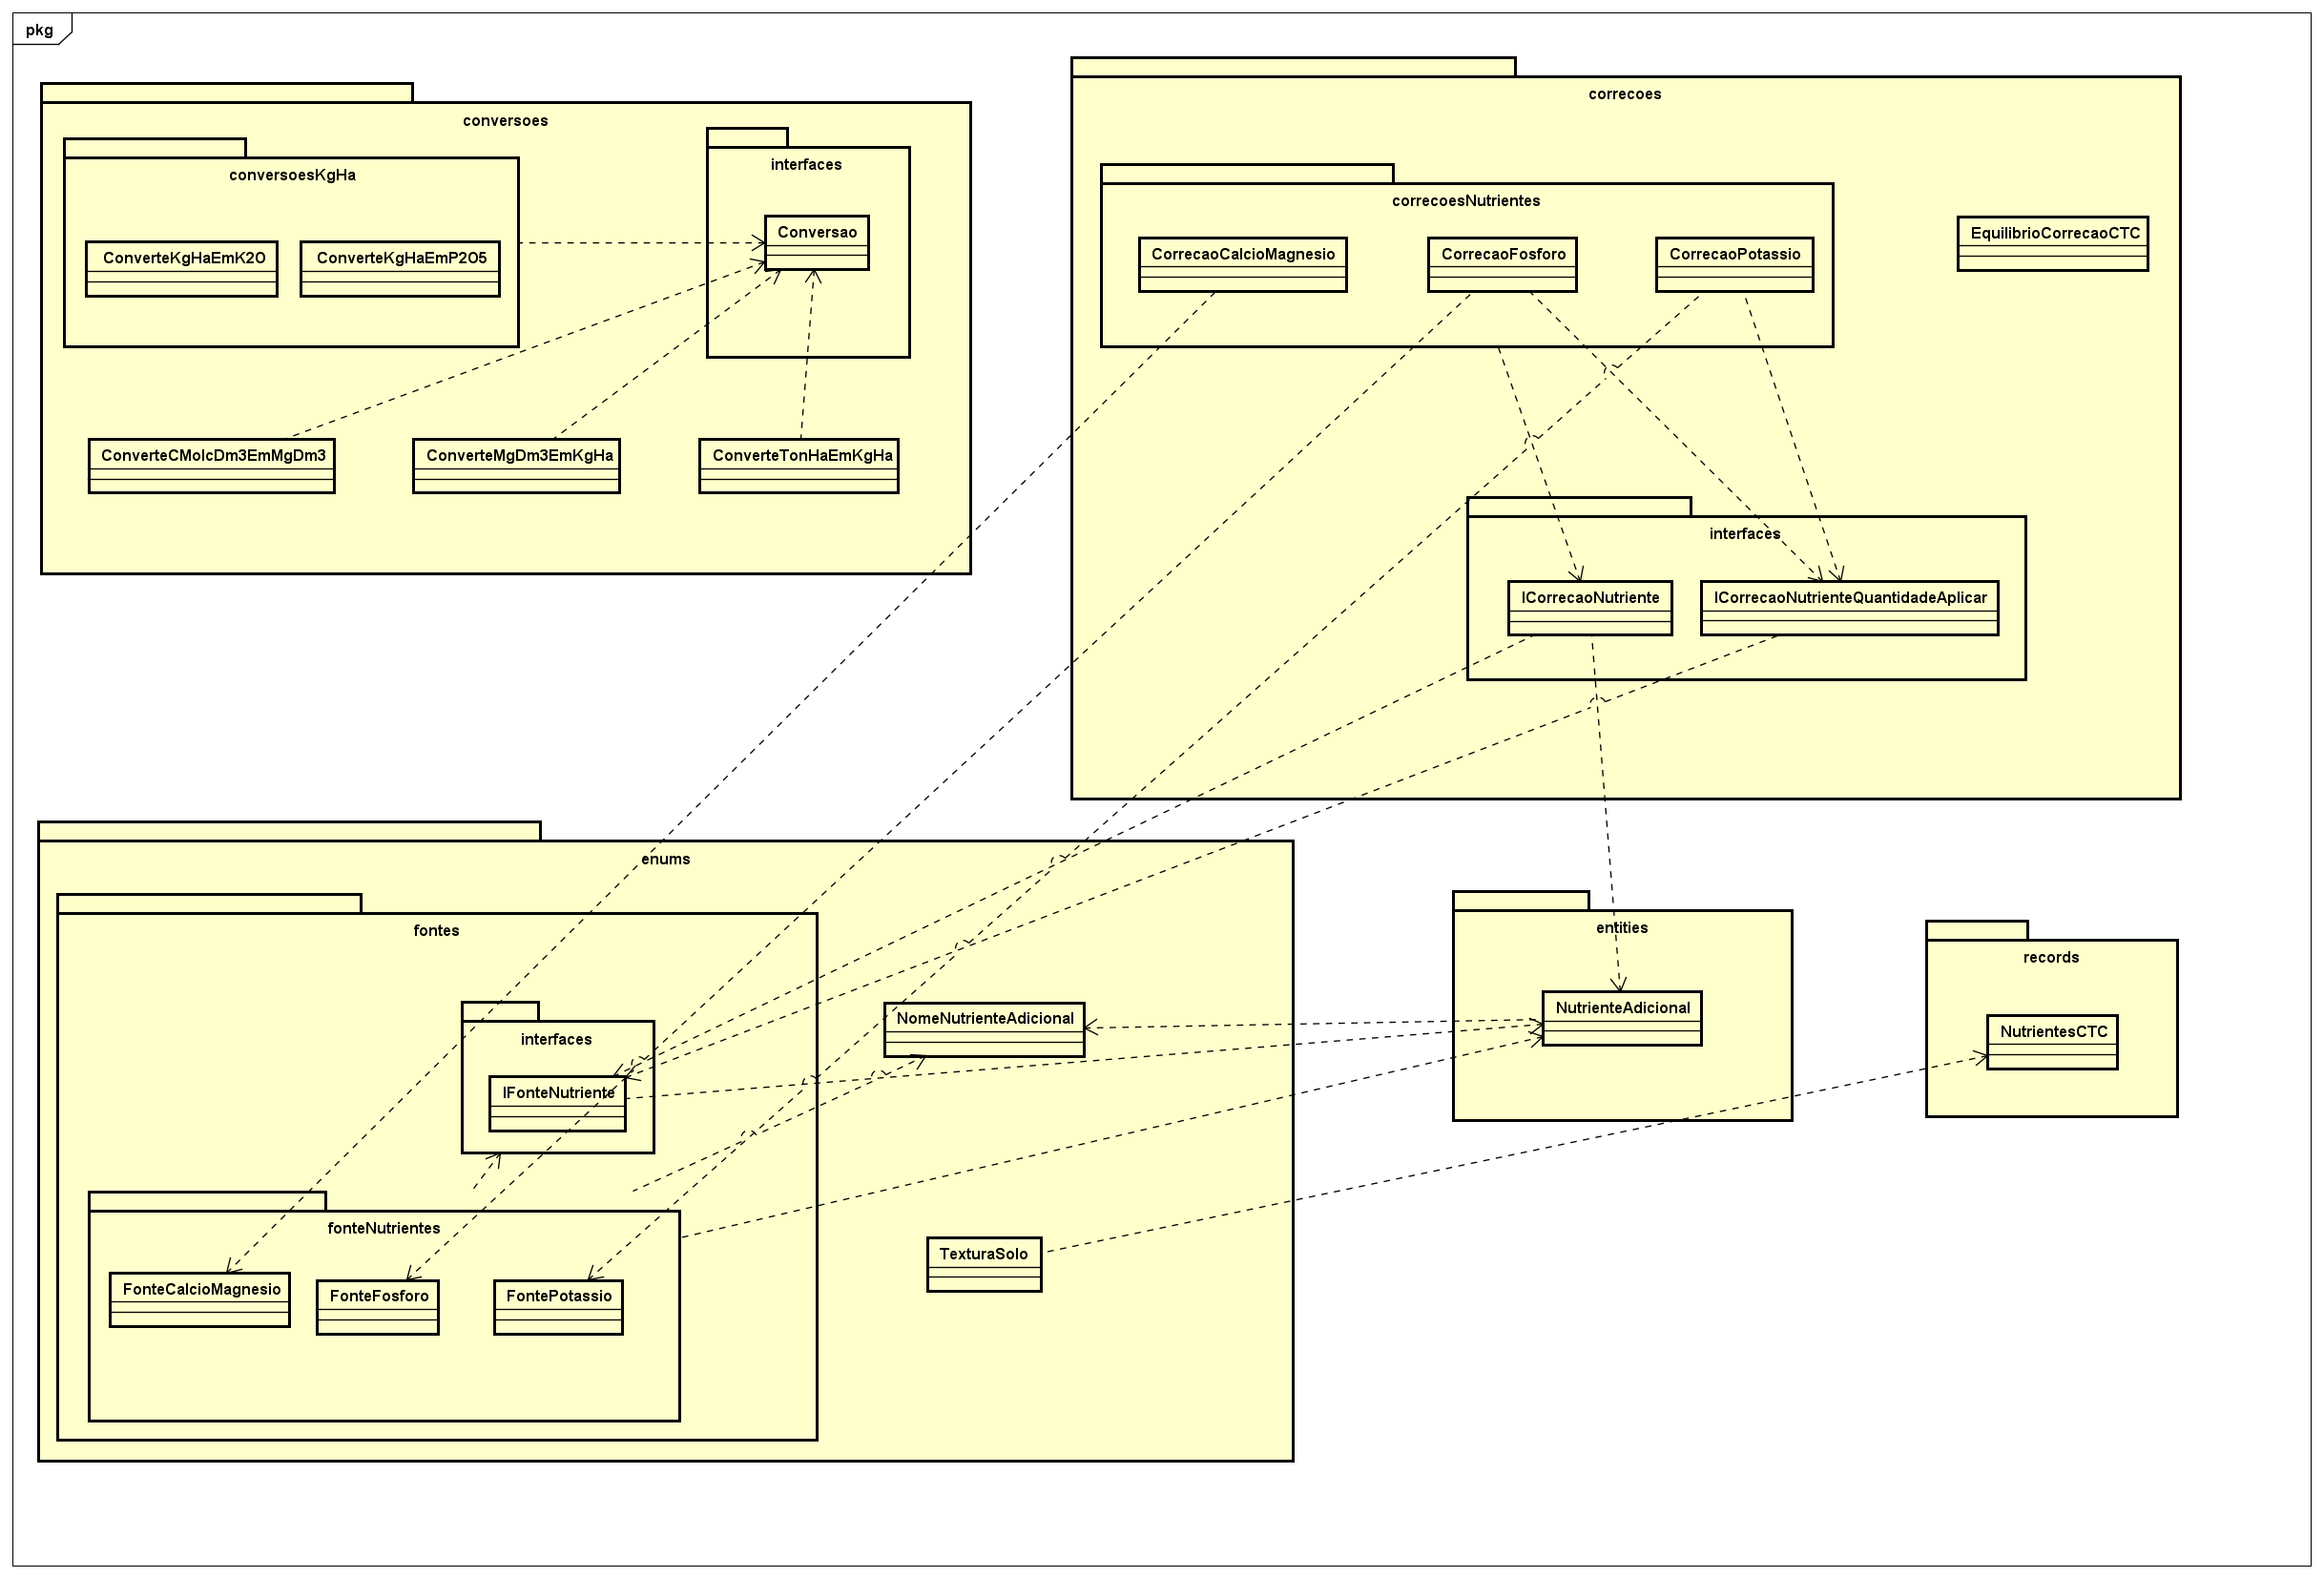 pkg
conversoes
conversoesKgHa
ConverteKgHaEmK2O
ConverteKgHaEmP2O5
interfaces
Conversao
ConverteCMolcDm3EmMgDm3
ConverteMgDm3EmKgHa
ConverteTonHaEmKgHa
correcoes
correcoesNutrientes
CorrecaoCalcioMagnesio
CorrecaoFosforo
CorrecaoPotassio
EquilibrioCorrecaoCTC
interfaces
ICorrecaoNutriente
ICorrecaoNutrienteQuantidadeAplicar
enums
fontes
interfaces
IFonteNutriente
NomeNutrienteAdicional
fonteNutrientes
FonteCalcioMagnesio
FonteFosforo
FontePotassio
TexturaSolo
entities
NutrienteAdicional
records
NutrientesCTC